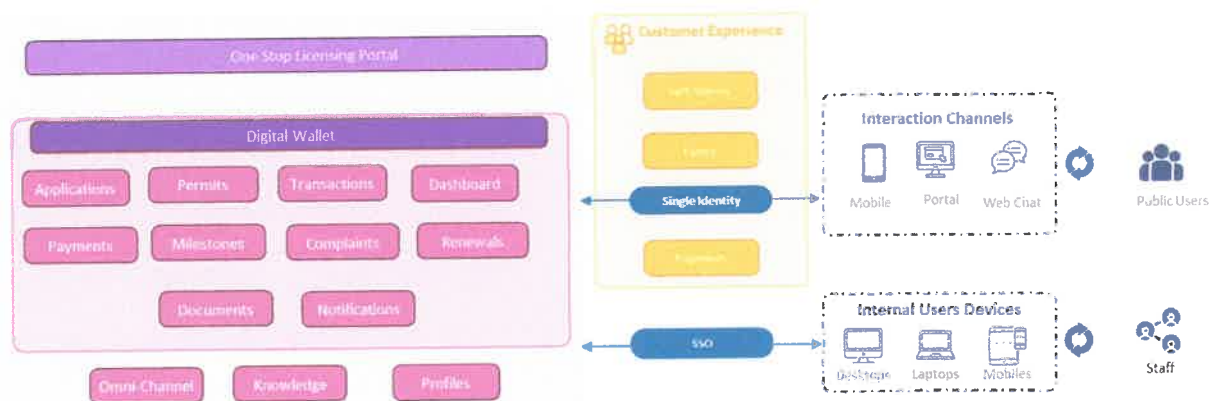 One Stop Licensing Portal
Digital Wallet
Applications
Permits
Transactions
Dashboard
Payments
Milestones
Complaints
Renewals
Documents
Notifications
Omni-Channel
Knowledge
Profiles
Customer Experience
Single Identity
SSO
Interaction Channels
Mobile
Portal
Web Chat
Public Users
Internal Users Devices
Desktops
Laptops
Mobiles
Staff